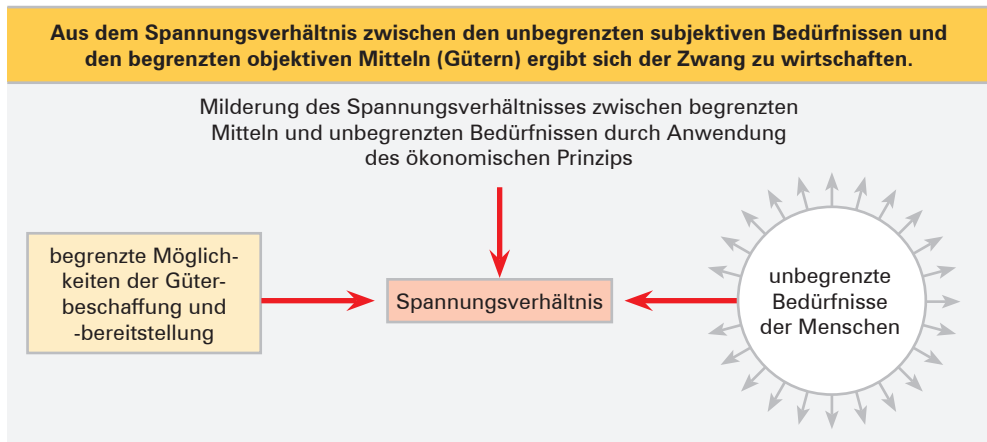 Aus dem Spannungsverhältnis zwischen den unbegrenzten subjektiven Bedürfnissen und
den begrenzten objektiven Mitteln (Gütern) ergibt sich der Zwang zu wirtschaften.
Milderung des Spannungsverhältnisses zwischen begrenzten
Mitteln und unbegrenzten Bedürfnissen durch Anwendung
des ökonomischen Prinzips
begrenzte Möglich-
keiten der Güter-
beschaffung und
-bereitstellung
Spannungsverhältnis
unbegrenzte
Bedürfnisse
der Menschen